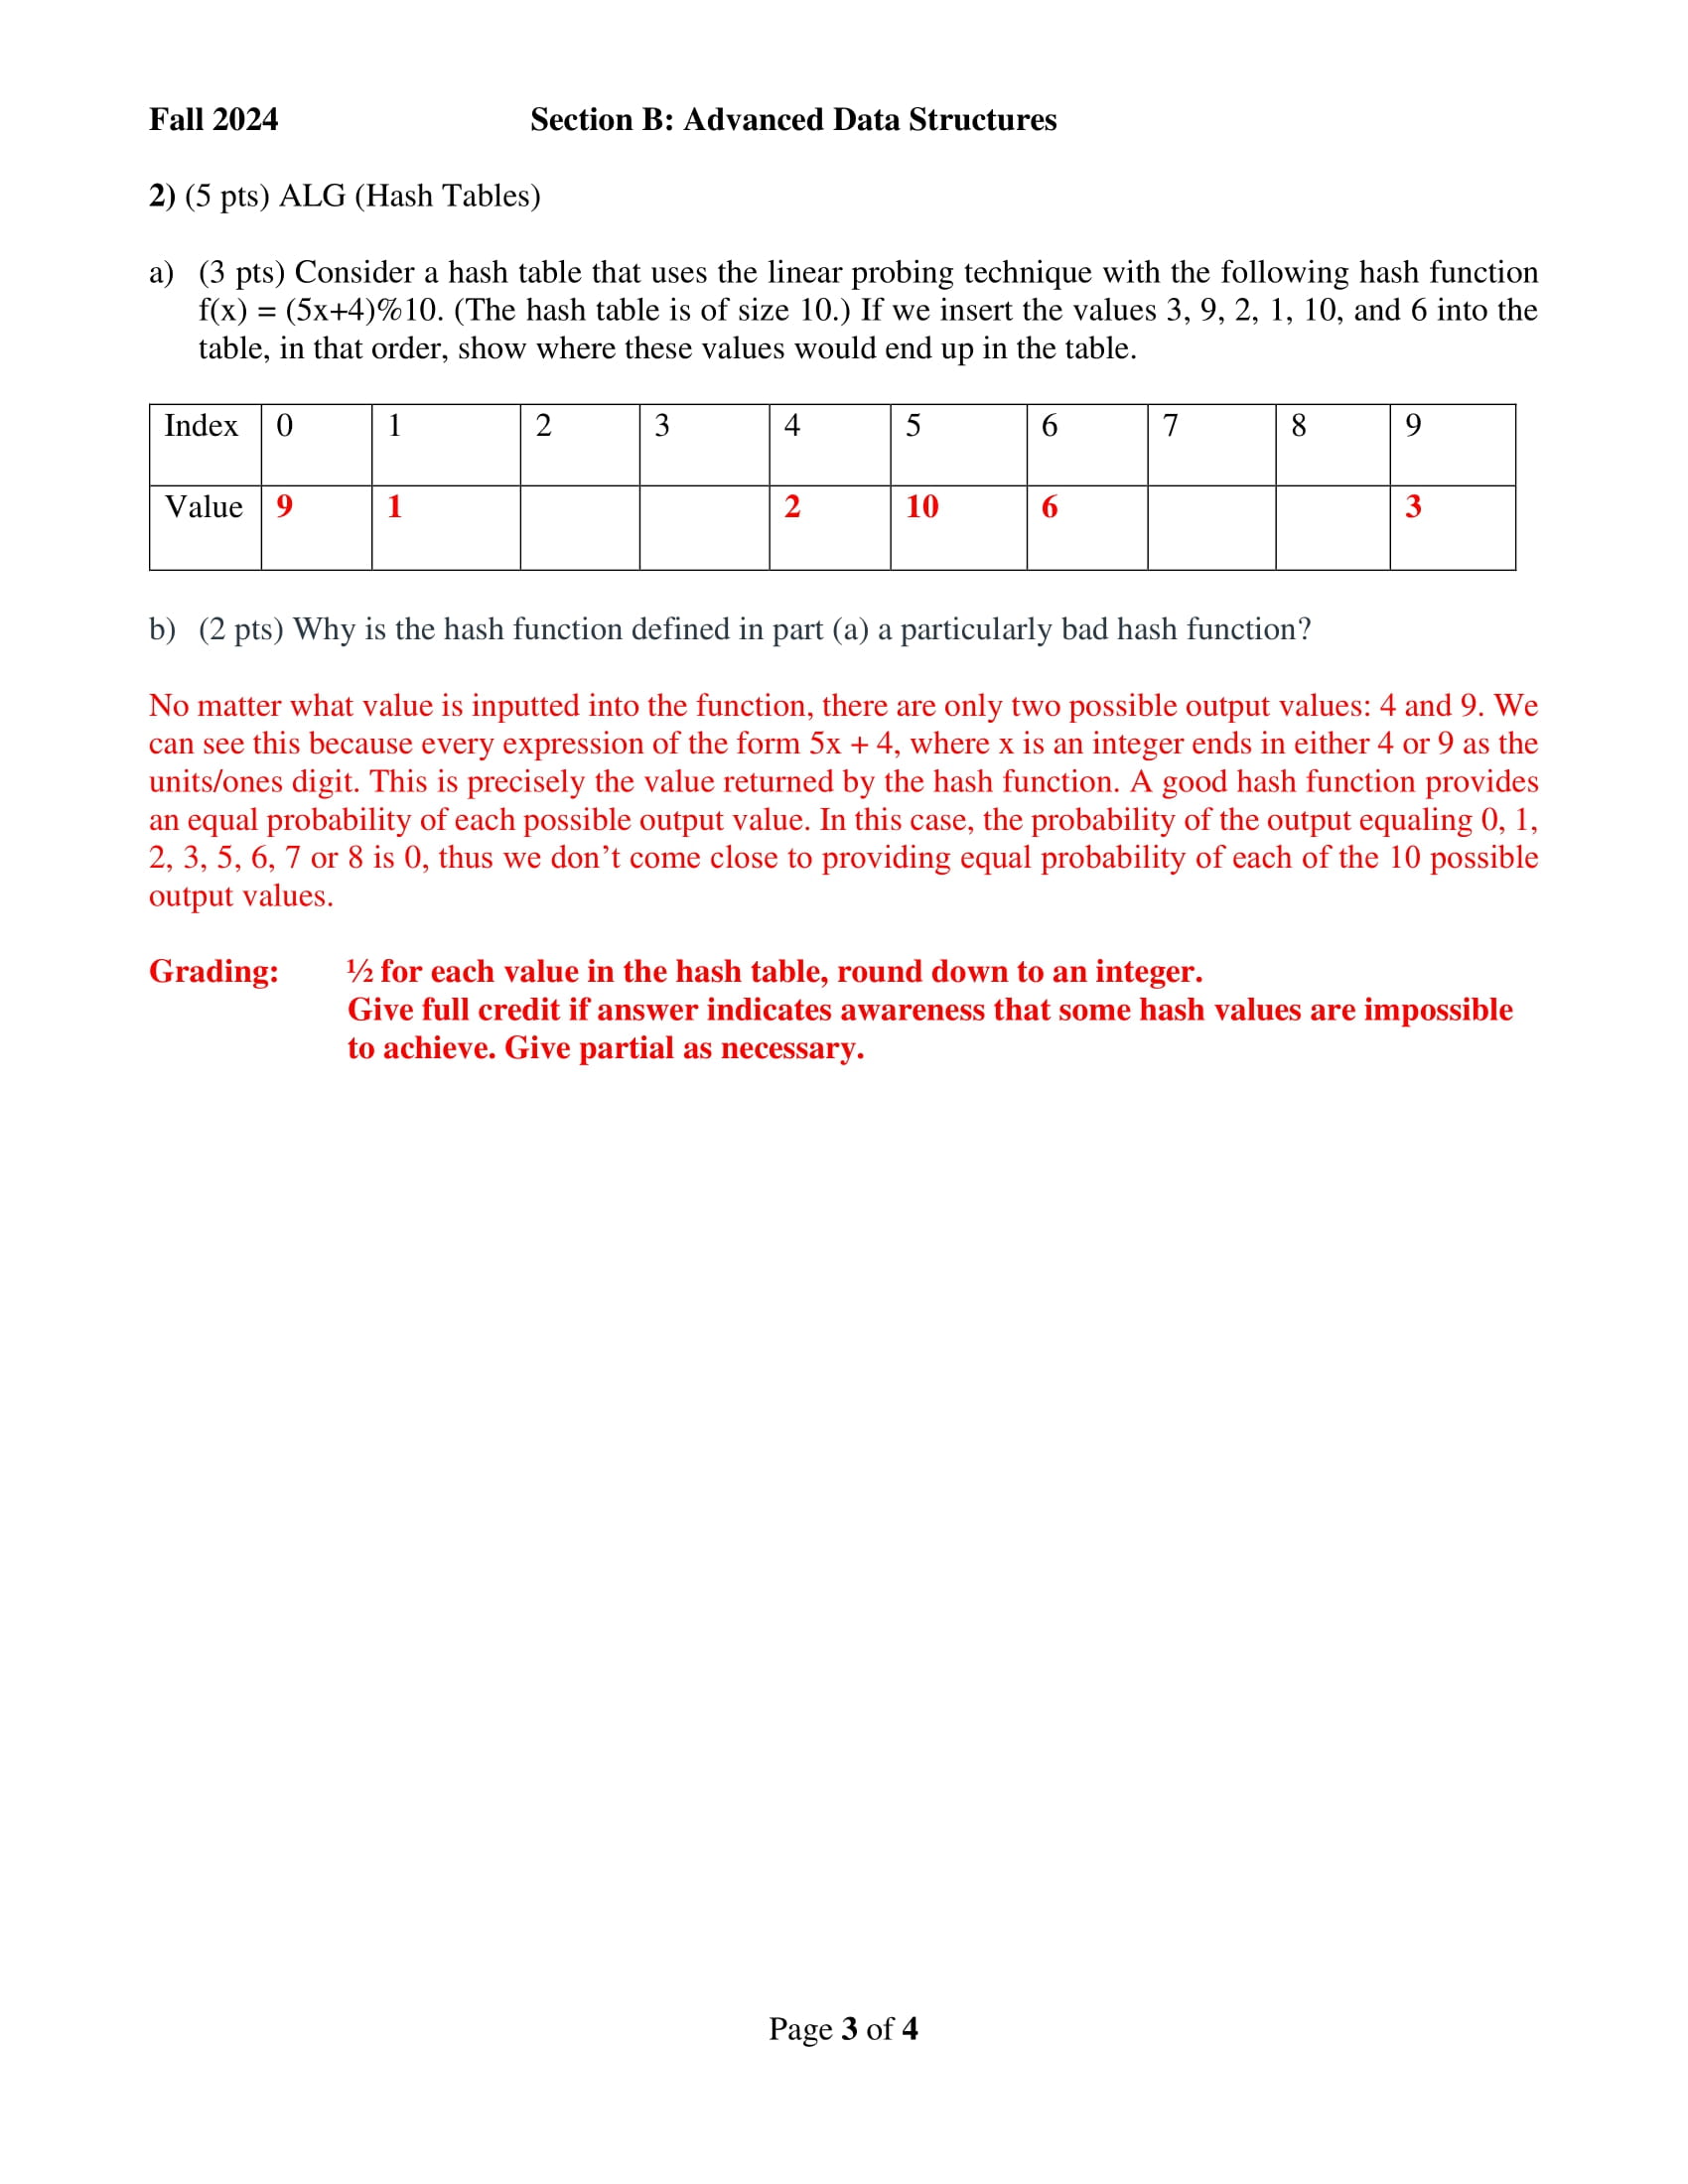 Fall 2024 Section B: Advanced Data Structures
2) (5 pts) ALG (Hash Tables)
a) (3 pts) Consider a hash table that uses the linear probing technique with the following hash function
f(x) = (5x+4)%10. (The hash table is of size 10.) If we insert the values 3, 9, 2, 1, 10, and 6 into the
table, in that order, show where these values would end up in the table.
Index 0 1 2 3 4 5 6 7 8 9
Value 9 1 2 10 6 3
b) (2 pts) Why is the hash function defined in part (a) a particularly bad hash function?
No matter what value is inputted into the function, there are only two possible output values: 4 and 9. We
can see this because every expression of the form 5x + 4, where x is an integer ends in either 4 or 9 as the
units/ones digit. This is precisely the value returned by the hash function. A good hash function provides
an equal probability of each possible output value. In this case, the probability of the output equaling 0, 1,
2, 3, 5, 6, 7 or 8 is 0, thus we don’t come close to providing equal probability of each of the 10 possible
output values.
Grading: ½ for each value in the hash table, round down to an integer.
Give full credit if answer indicates awareness that some hash values are impossible
to achieve. Give partial as necessary.
Page 3 of 4